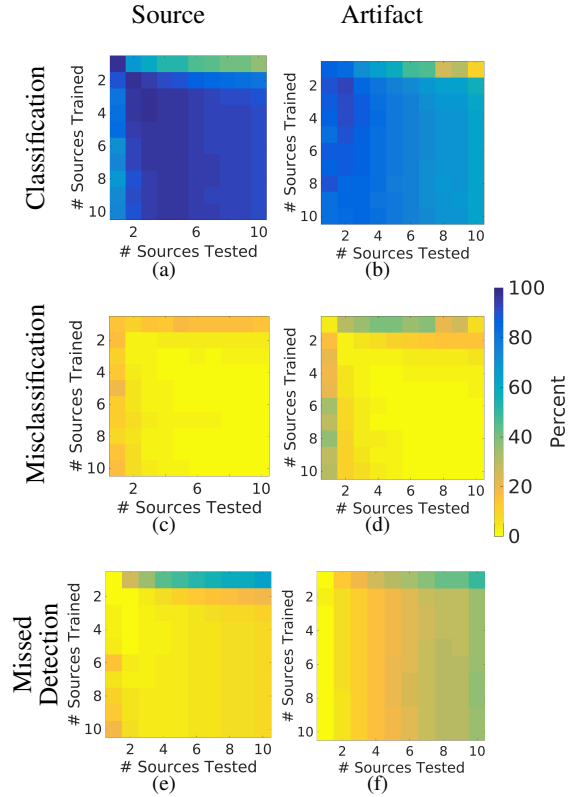 Source
Artifact
Classification
# Sources Trained
2
4
6
8
10
2
6
10
# Sources Tested
(a)
# Sources Trained
2
4
6
8
10
2
4
6
8
10
# Sources Tested
(b)
Misclassification
# Sources Trained
2
4
6
8
10
2
6
10
# Sources Tested
(c)
# Sources Trained
2
4
6
8
10
2
4
6
8
10
# Sources Tested
(d)
100
80
60
40
20
0
Percent
Missed
Detection
# Sources Trained
2
4
6
8
10
2
4
6
8
10
# Sources Tested
(e)
# Sources Trained
2
4
6
8
10
2
4
6
8
10
# Sources Tested
(f)